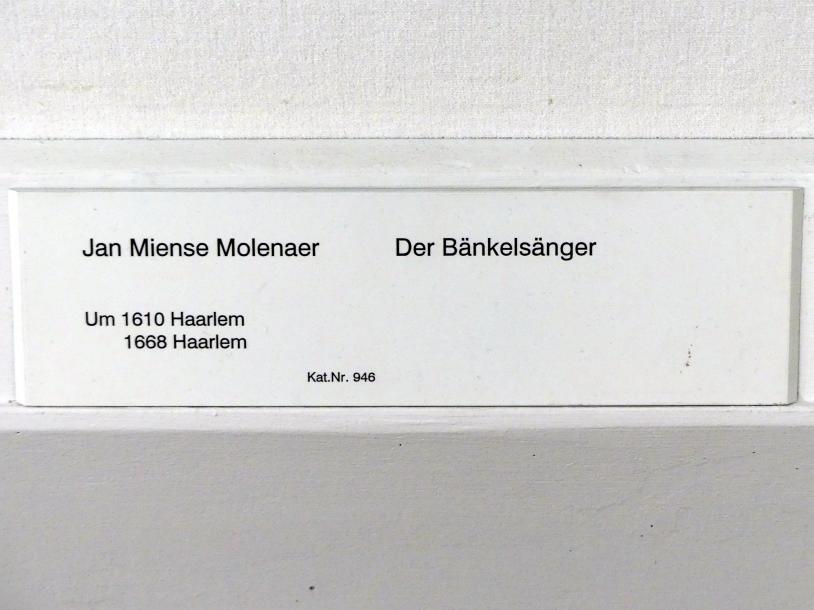 Jan Miense Molenaer Der Bänkelsänger
Um 1610 Haarlem
1668 Haarlem
Kat.Nr. 946